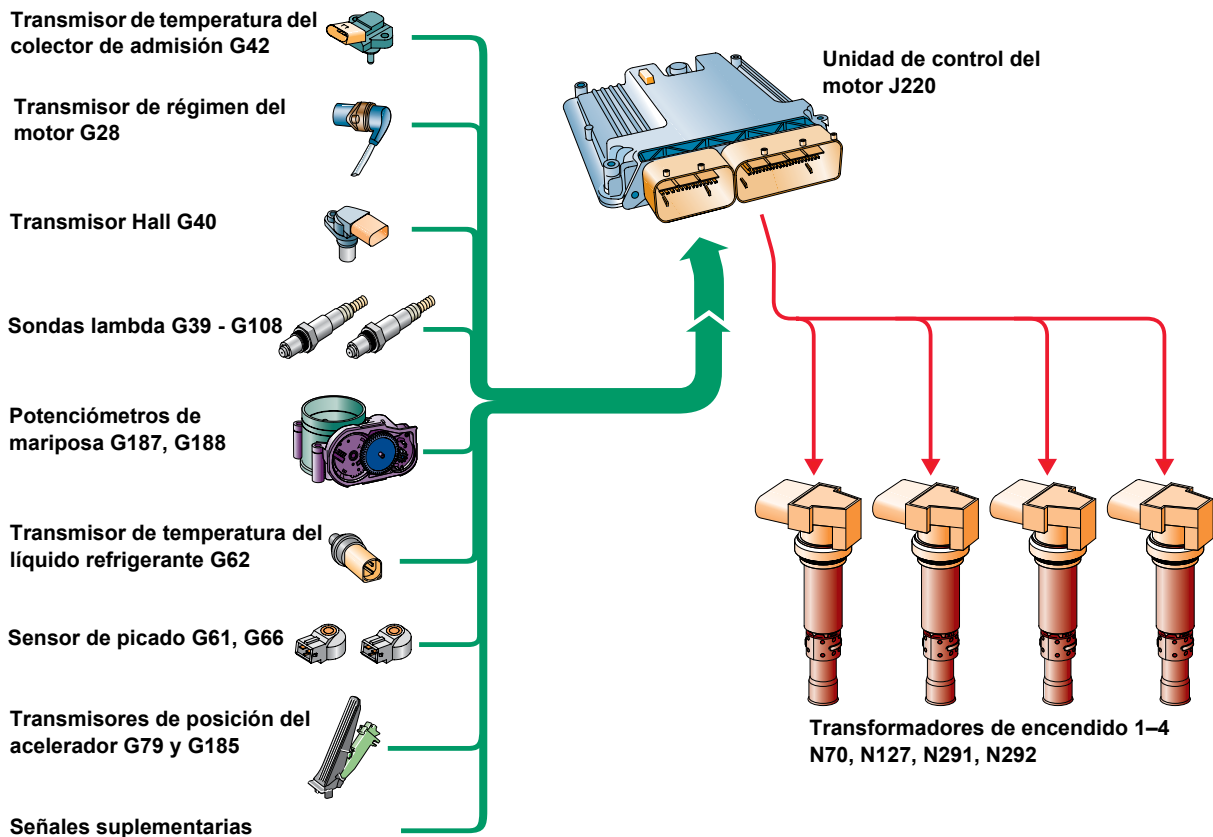 Transmisor de temperatura del
colector de admisión G42
Transmisor de régimen del
motor G28
Transmisor Hall G40
Sondas lambda G39 - G108
Potenciómetros de
mariposa G187, G188
Transmisor de temperatura del
líquido refrigerante G62
Sensor de picado G61, G66
Transmisores de posición del
acelerador G79 y G185
Señales suplementarias
Unidad de control del
motor J220
Transformadores de encendido 1–4
N70, N127, N291, N292